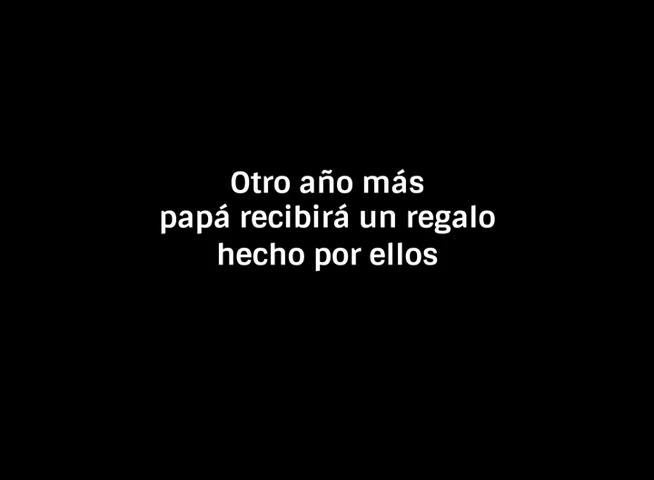 Otro año más
papá recibirá un regalo
hecho por ellos